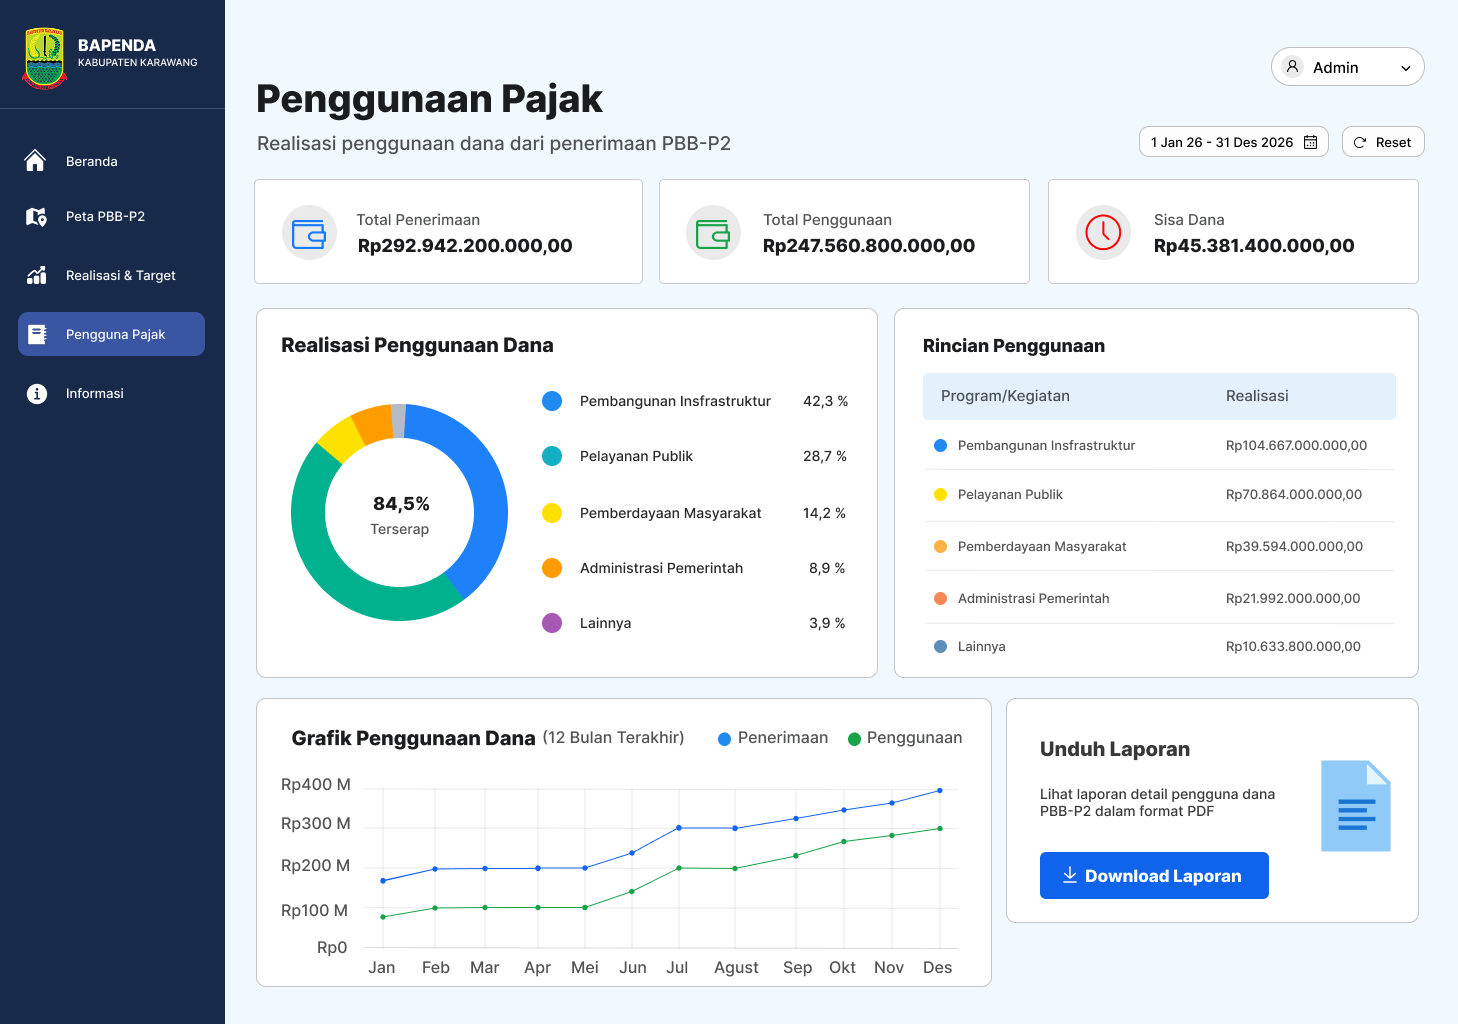 BAPENDA
KABUPATEN KARAWANG
Beranda
Peta PBB-P2
Realisasi & Target
Pengguna Pajak
Informasi
Admin
Penggunaan Pajak
Realisasi penggunaan dana dari penerimaan PBB-P2
1 Jan 26 - 31 Des 2026
Reset
Total Penerimaan
Rp292.942.200.000,00
Total Penggunaan
Rp247.560.800.000,00
Sisa Dana
Rp45.381.400.000,00
Realisasi Penggunaan Dana
84,5%
Terserap
Pembangunan Insfrastruktur 42,3 %
Pelayanan Publik 28,7 %
Pemberdayaan Masyarakat 14,2 %
Administrasi Pemerintah 8,9 %
Lainnya 3,9 %
Rincian Penggunaan
Program/Kegiatan Realisasi
Pembangunan Insfrastruktur Rp104.667.000.000,00
Pelayanan Publik Rp70.864.000.000,00
Pemberdayaan Masyarakat Rp39.594.000.000,00
Administrasi Pemerintah Rp21.992.000.000,00
Lainnya Rp10.633.800.000,00
Grafik Penggunaan Dana (12 Bulan Terakhir)
Penerimaan
Penggunaan
Rp400 M
Rp300 M
Rp200 M
Rp100 M
Rp0
Jan Feb Mar Apr Mei Jun Jul Agust Sep Okt Nov Des
Unduh Laporan
Lihat laporan detail pengguna dana
PBB-P2 dalam format PDF
Download Laporan